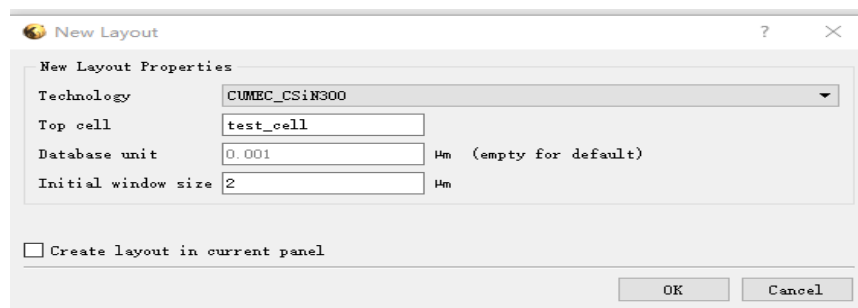 New Layout
?
New Layout Properties
Technology CUMEC_CSiN300
Top cell test_cell
Database unit 0.001 µm (empty for default)
Initial window size 2 µm
Create layout in current panel
OK Cancel